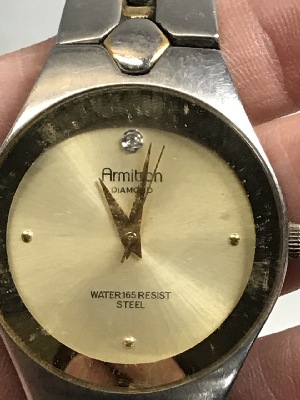 Armitron
DIAMOND
WATER 165 RESIST
STEEL